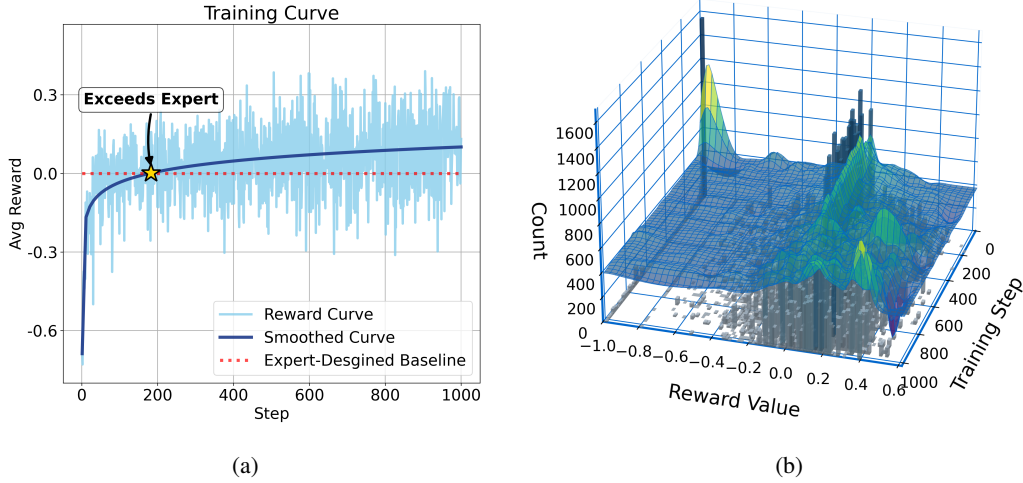 Training Curve
Exceeds Expert
0.3
0.0
-0.3
-0.6
Avg Reward
Reward Curve
Smoothed Curve
Expert-Desgined Baseline
0 200 400 600 800 1000
Step
(a)
1600
1400
1200
1000
800
600
400
200
0
Count
−1.0 −0.8 −0.6 −0.4 −0.2 0.0 0.2 0.4 0.6
Reward Value
0
200
400
600
800
1000
Training Step
(b)